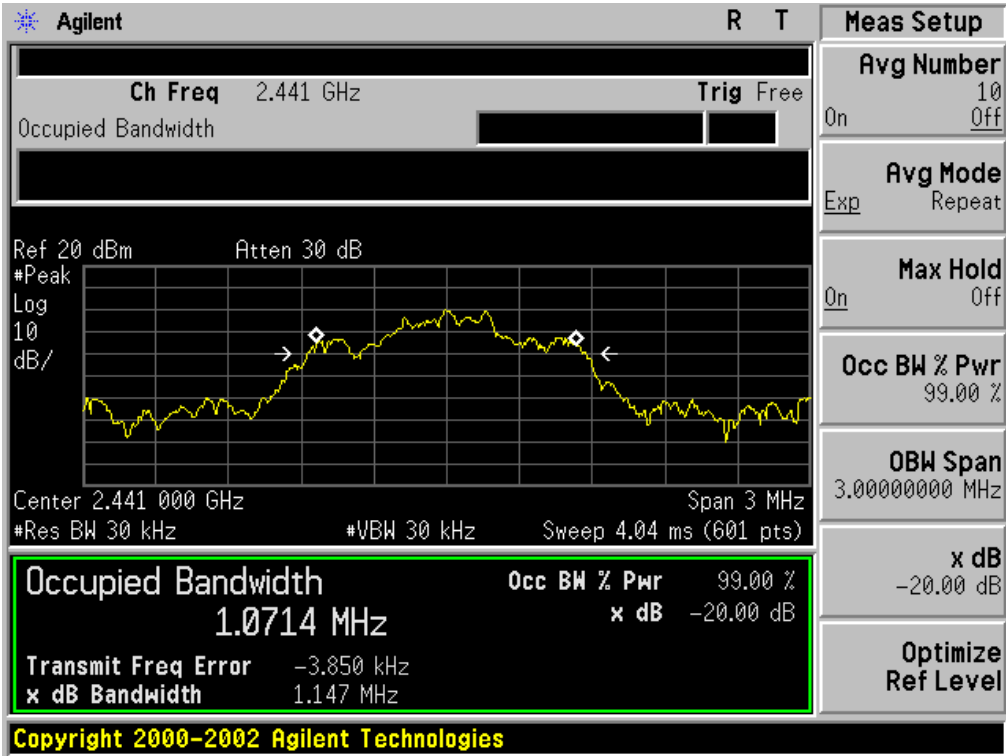 Agilent R T
Ch Freq 2.441 GHz Trig Free
Occupied Bandwidth
Ref 20 dBm Atten 30 dB
#Peak
Log
10
dB/
Center 2.441 000 GHz Span 3 MHz
#Res BW 30 kHz #VBW 30 kHz Sweep 4.04 ms (601 pts)
Occupied Bandwidth Occ BW % Pwr 99.00 %
1.0714 MHz x dB -20.00 dB
Transmit Freq Error -3.850 kHz
x dB Bandwidth 1.147 MHz
Copyright 2000-2002 Agilent Technologies
Meas Setup
Avg Number
10
On Off
Avg Mode
Exp Repeat
Max Hold
On Off
Occ BW % Pwr
99.00 %
OBW Span
3.00000000 MHz
x dB
-20.00 dB
Optimize
Ref Level